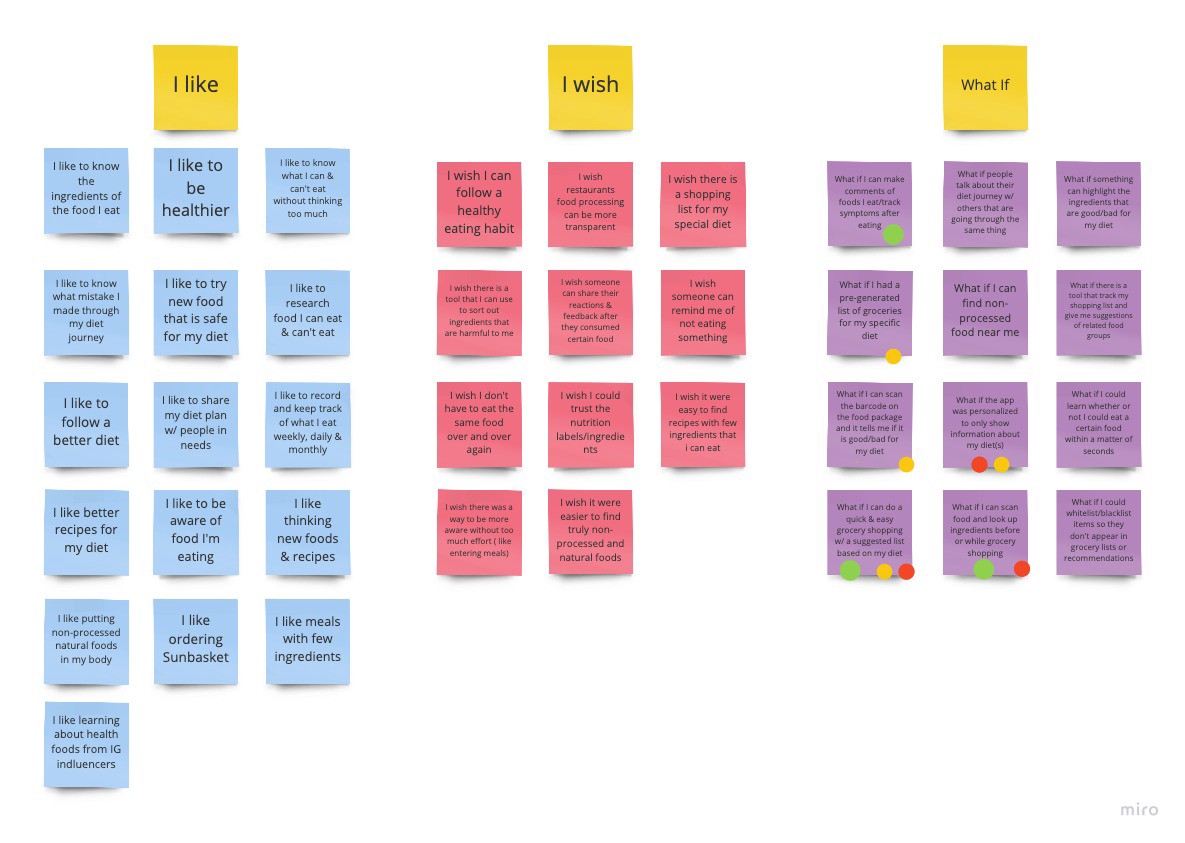 I like
I wish
What If
I like to know
the
ingredients of
the food I eat
I like to
be
healthier
I like to know
what I can &
can't eat
without thinking
too much
I like to know
what mistake I
made through
my diet
journey
I like to try
new food
that is safe
for my diet
I like to
research
food I can eat
& can't eat
I like to
follow a
better diet
I like to share
my diet plan
w/ people in
needs
I like to record
and keep track
of what I eat
weekly, daily &
monthly
I like better
recipes for
my diet
I like to be
aware of
food I'm
eating
I like
thinking
new foods
& recipes
I like putting
non-processed
natural foods
in my body
I like
ordering
Sunbasket
I like meals
with few
ingredients
I like learning
about health
foods from IG
indluencers
I wish I can
follow a
healthy
eating habit
I wish
restaurants
food processing
can be more
transparent
I wish there is
a shopping
list for my
special diet
I wish there is a
tool that I can use
to sort out
ingredients that
are harmful to me
I wish someone
can share their
reactions &
feedback after
they consumed
certain food
I wish
someone can
remind me of
not eating
something
I wish I don't
have to eat the
same food
over and over
again
I wish I could
trust the
nutrition
labels/ingredie
nts
I wish it were
easy to find
recipes with few
ingredients that
i can eat
I wish there was a
way to be more
aware without too
much effort ( like
entering meals)
I wish it were
easier to find
truly non-
processed and
natural foods
What if I can make
comments of
foods I eat/track
symptoms after
eating
What if people
talk about their
diet journey w/
others that are
going through the
same thing
What if something
can highlight the
ingredients that
are good/bad for
my diet
What if I had a
pre-generated
list of groceries
for my specific
diet
What if I can
find non-
processed
food near me
What if there is a
tool that track my
shopping list and
give me suggestions
of related food
groups
What if I can scan
the barcode on
the food package
and it tells me if it
is good/bad for
my diet
What if the app
was personalized
to only show
information about
my diet(s)
What if I could
learn whether or
not I could eat a
certain food
within a matter of
seconds
What if I can do a
quick & easy
grocery shopping
w/ a suggested list
based on my diet
What if I can scan
food and look up
ingredients before
or while grocery
shopping
What if I could
whitelist/blacklist
items so they
don't appear in
grocery lists or
recommendations
miro